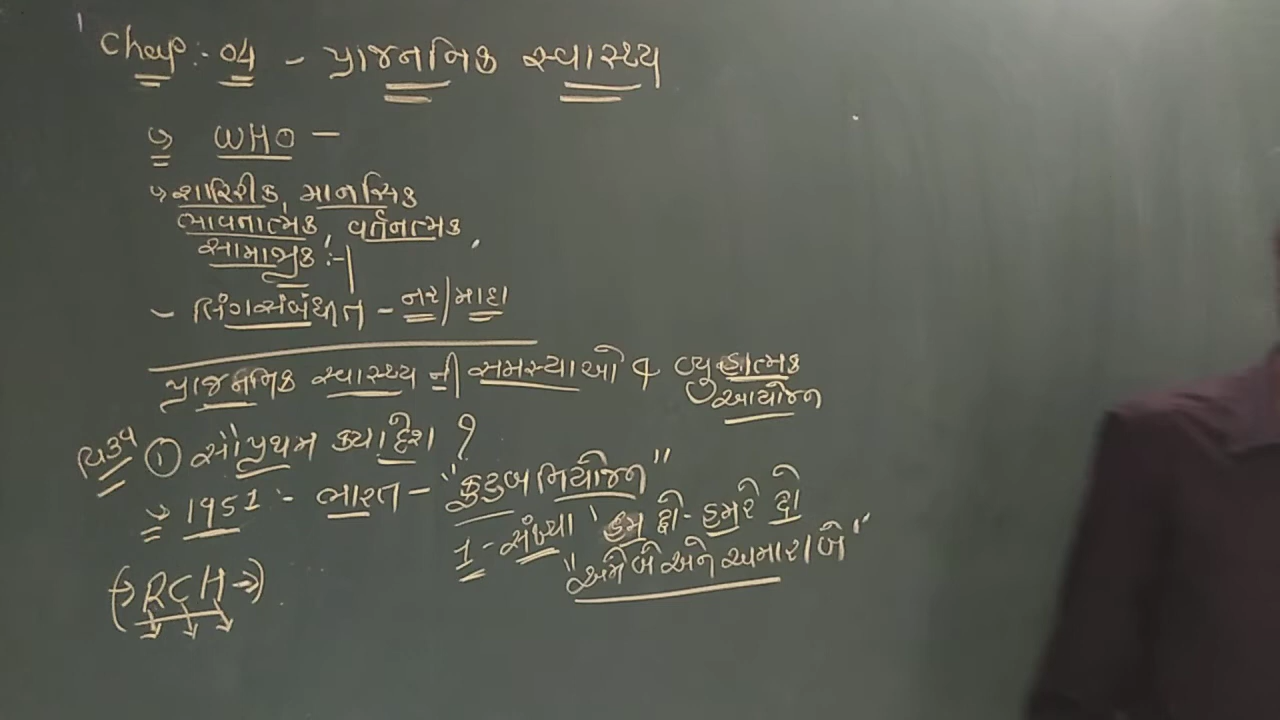 Chap :- 04 - પ્રાજનનિક સ્વાસ્થ્ય
WHO -
શારિરીક, માનસિક
ભાવનાત્મક, વર્તનત્મક
સામાજીક :-
- લિંગસંબંધીત - નર/માદા
પ્રાજનનિક સ્વાસ્થ્ય ની સમસ્યાઓ & વ્યુહાત્મક
આયોજન
① સૌપ્રથમ ક્યા દેશ ?
1951 :- ભારત - "કુટુબ નિયોજન"
1 - સંખ્યા "હમ દો - હમારે દો
"અમે બે અને અમારા બે"
(→ RCH →)